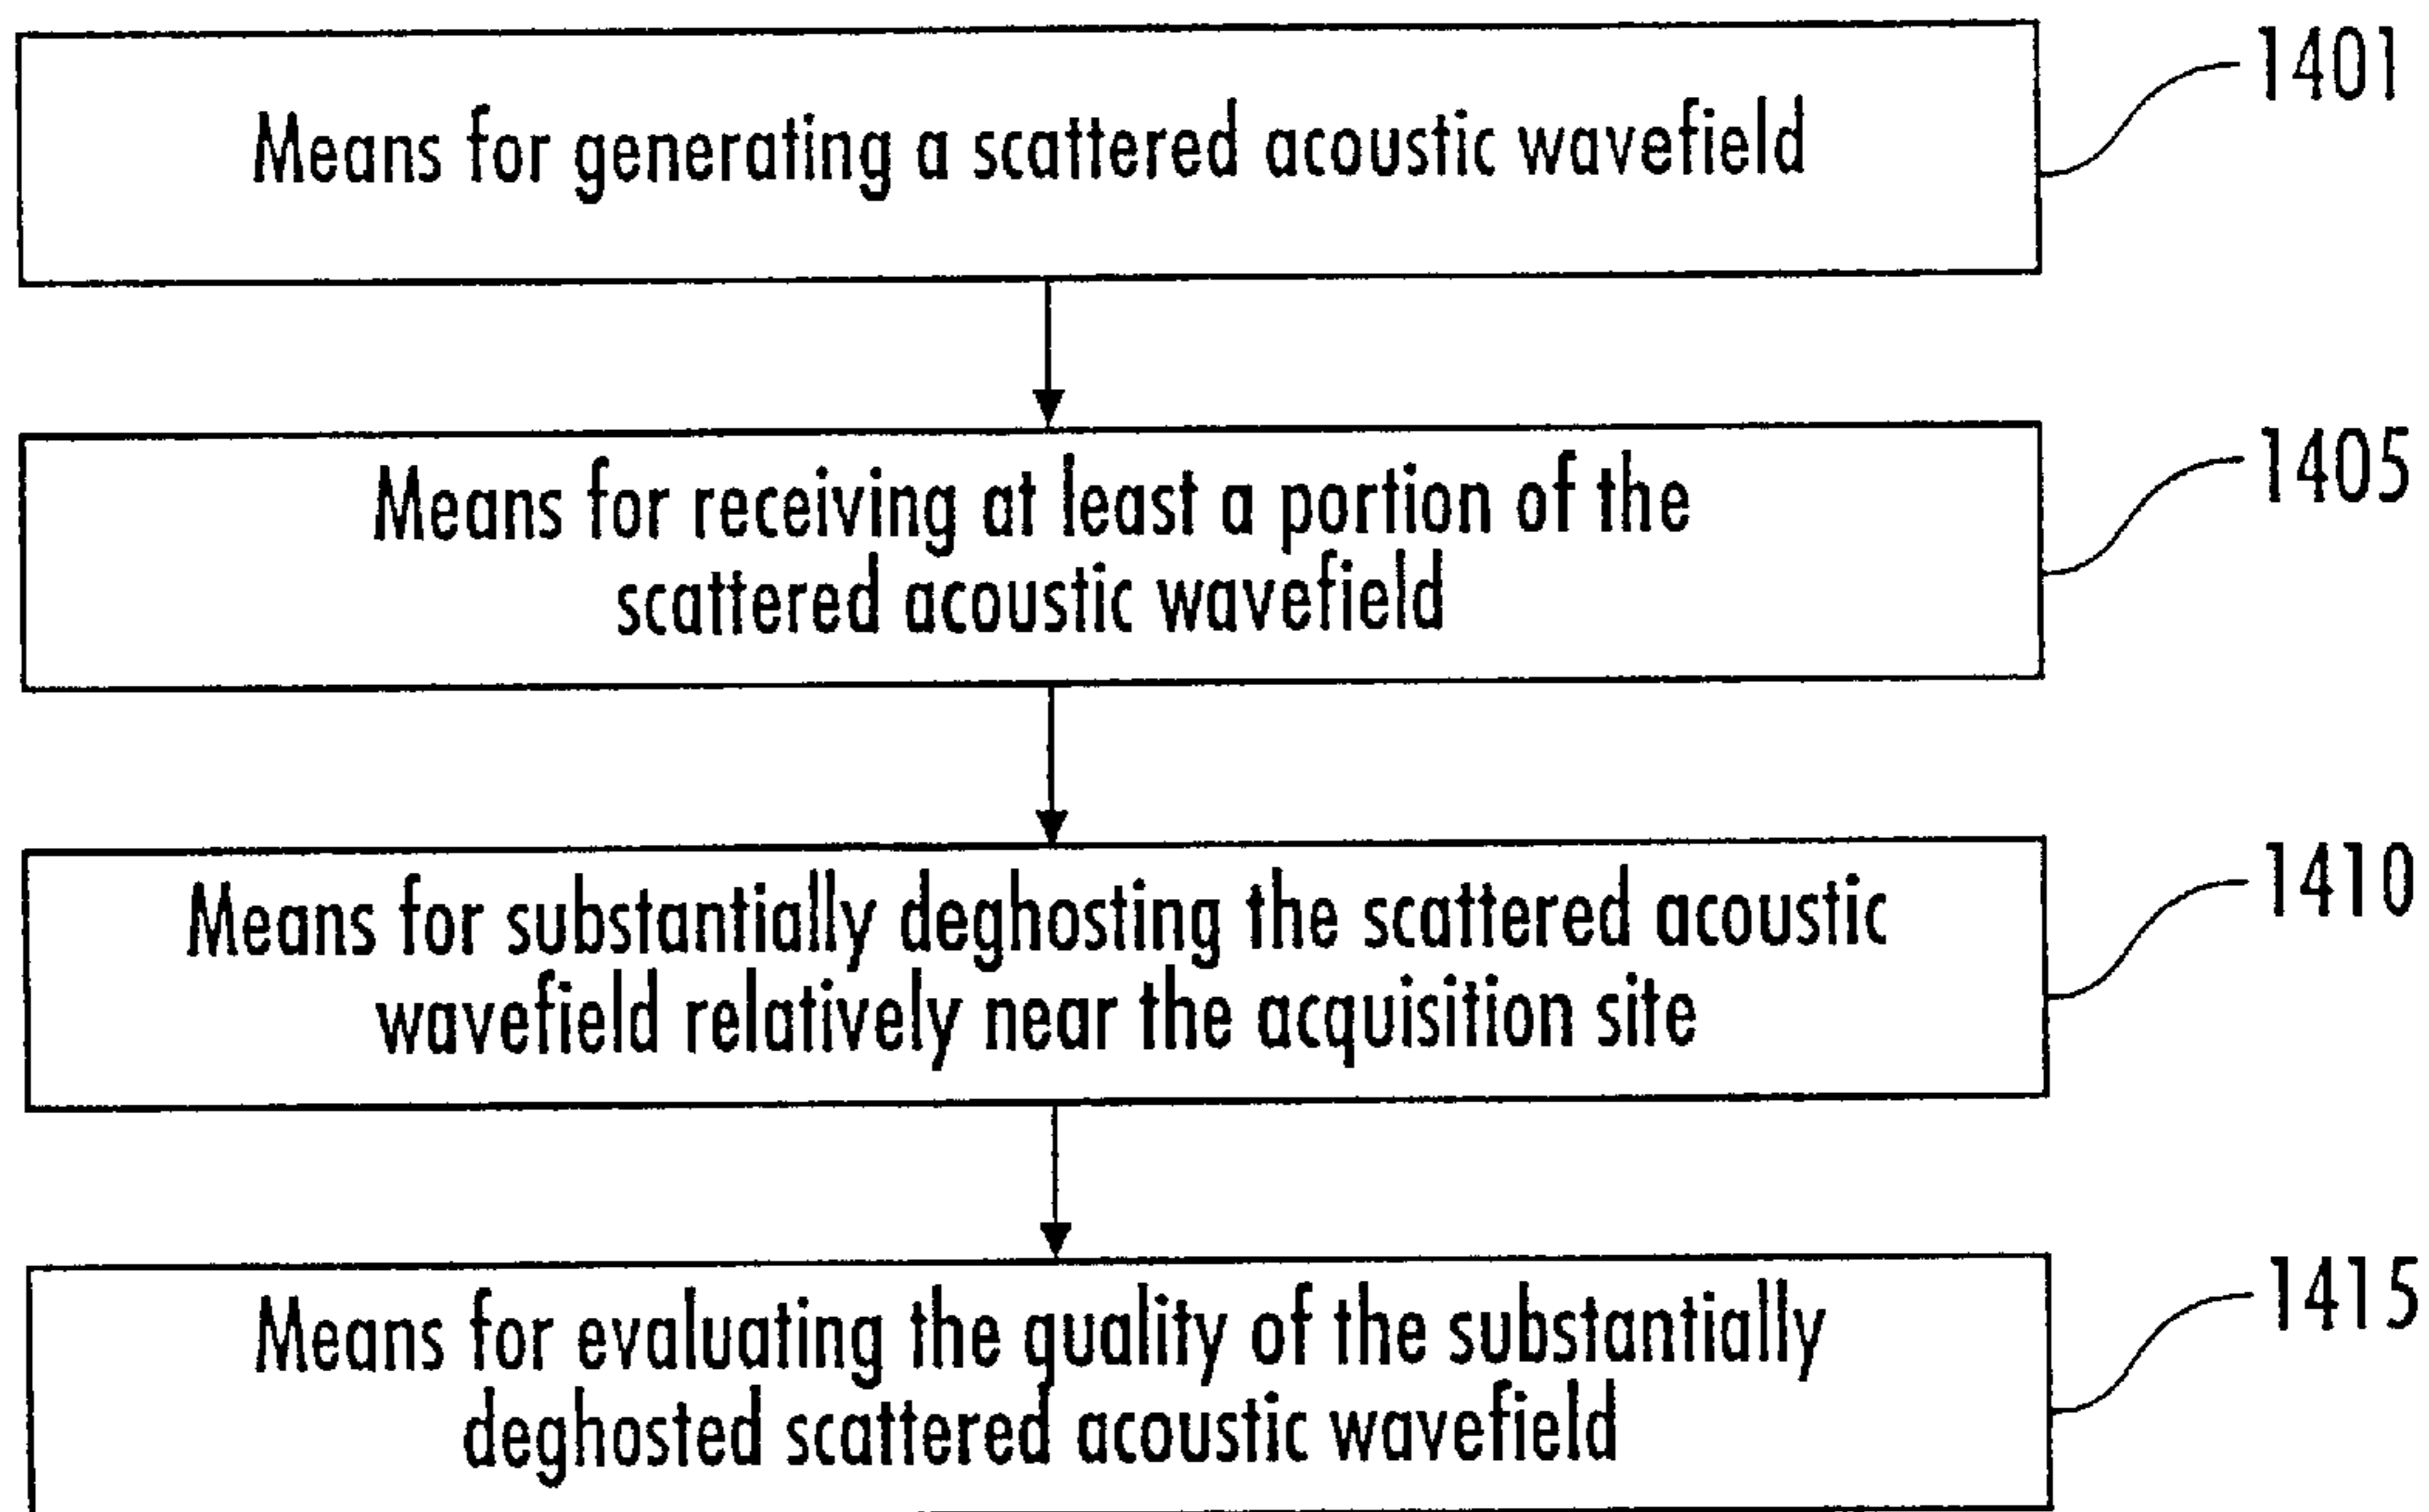 Means for generating a scattered acoustic wavefield
1401
Means for receiving at least a portion of the
scattered acoustic wavefield
1405
Means for substantially deghosting the scattered acoustic
wavefield relatively near the acquisition site
1410
Means for evaluating the quality of the substantially
deghosted scattered acoustic wavefield
1415